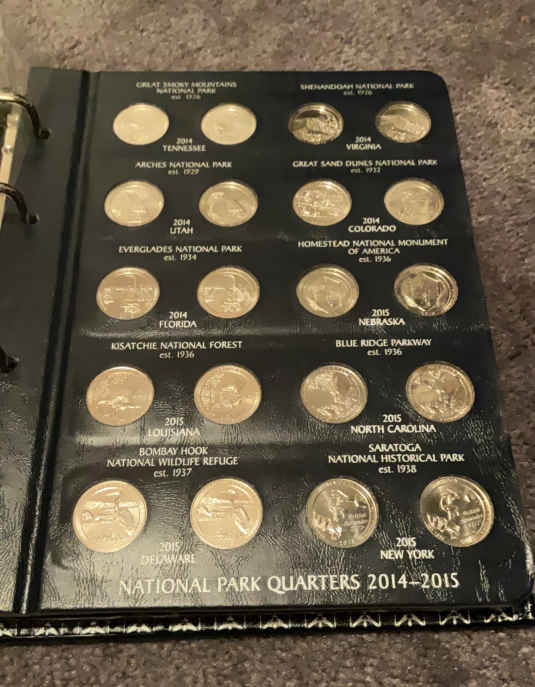 GREAT SMOKY MOUNTAINS
NATIONAL PARK
est. 1926
2014
TENNESSEE
SHENANDOAH NATIONAL PARK
est. 1926
2014
VIRGINIA
ARCHES NATIONAL PARK
est. 1929
2014
UTAH
GREAT SAND DUNES NATIONAL PARK
est. 1932
2014
COLORADO
EVERGLADES NATIONAL PARK
est. 1934
2014
FLORIDA
HOMESTEAD NATIONAL MONUMENT
OF AMERICA
est. 1936
2015
NEBRASKA
KISATCHIE NATIONAL FOREST
est. 1936
2015
LOUISIANA
BLUE RIDGE PARKWAY
est. 1936
2015
NORTH CAROLINA
BOMBAY HOOK
NATIONAL WILDLIFE REFUGE
est. 1937
2015
DELAWARE
SARATOGA
NATIONAL HISTORICAL PARK
est. 1938
2015
NEW YORK
NATIONAL PARK QUARTERS 2014–2015